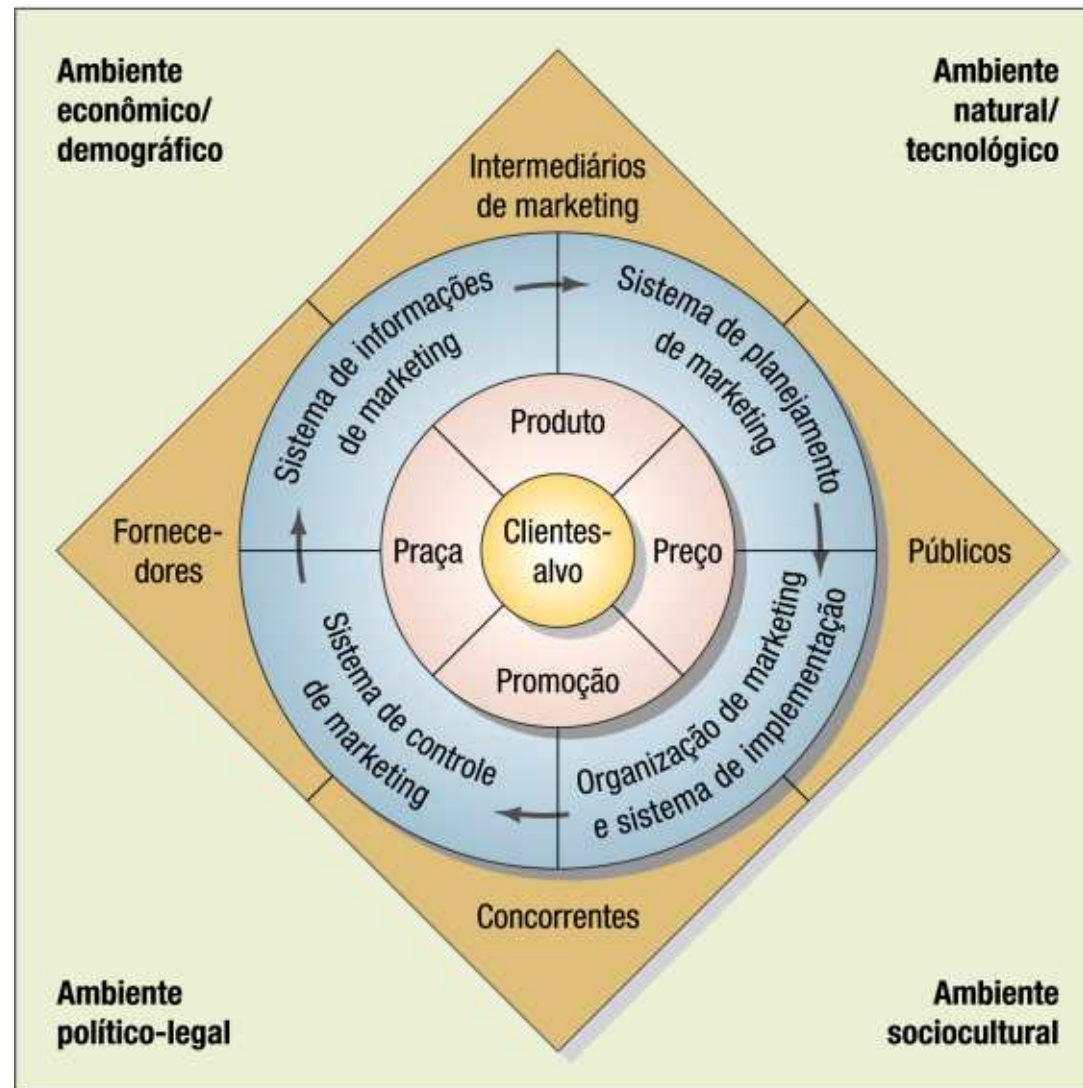 Ambiente
econômico/
demográfico
Ambiente
natural/
tecnológico
Intermediários
de marketing
Sistema de informações
de marketing
Sistema de planejamento
de marketing
Produto
Fornece-
dores
Praça
Clientes-
alvo
Preço
Públicos
Promoção
Sistema de controle
de marketing
Organização de marketing
e sistema de implementação
Concorrentes
Ambiente
político-legal
Ambiente
sociocultural